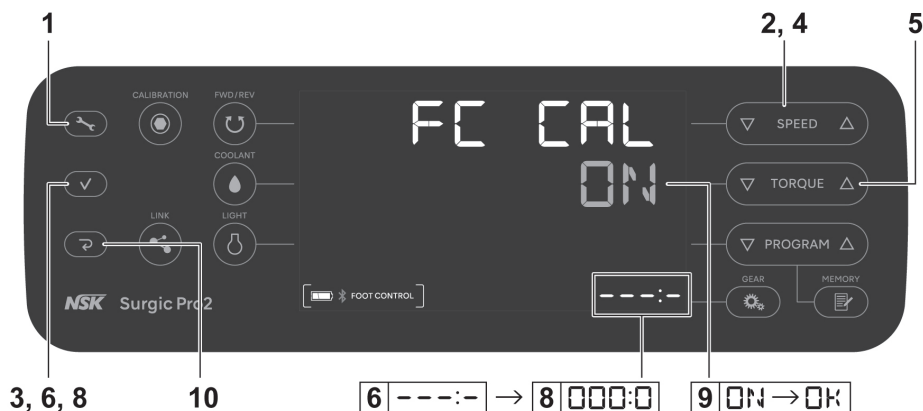 1
2, 4
5
CALIBRATION
FWD/REV
FC CAL
SPEED
COOLANT
ON
TORQUE
LINK
LIGHT
PROGRAM
GEAR
MEMORY
NSK Surgic Pro2
FOOT CONTROL
---:-
3, 6, 8
10
6 ---:- → 8 000:0
9 ON → OK